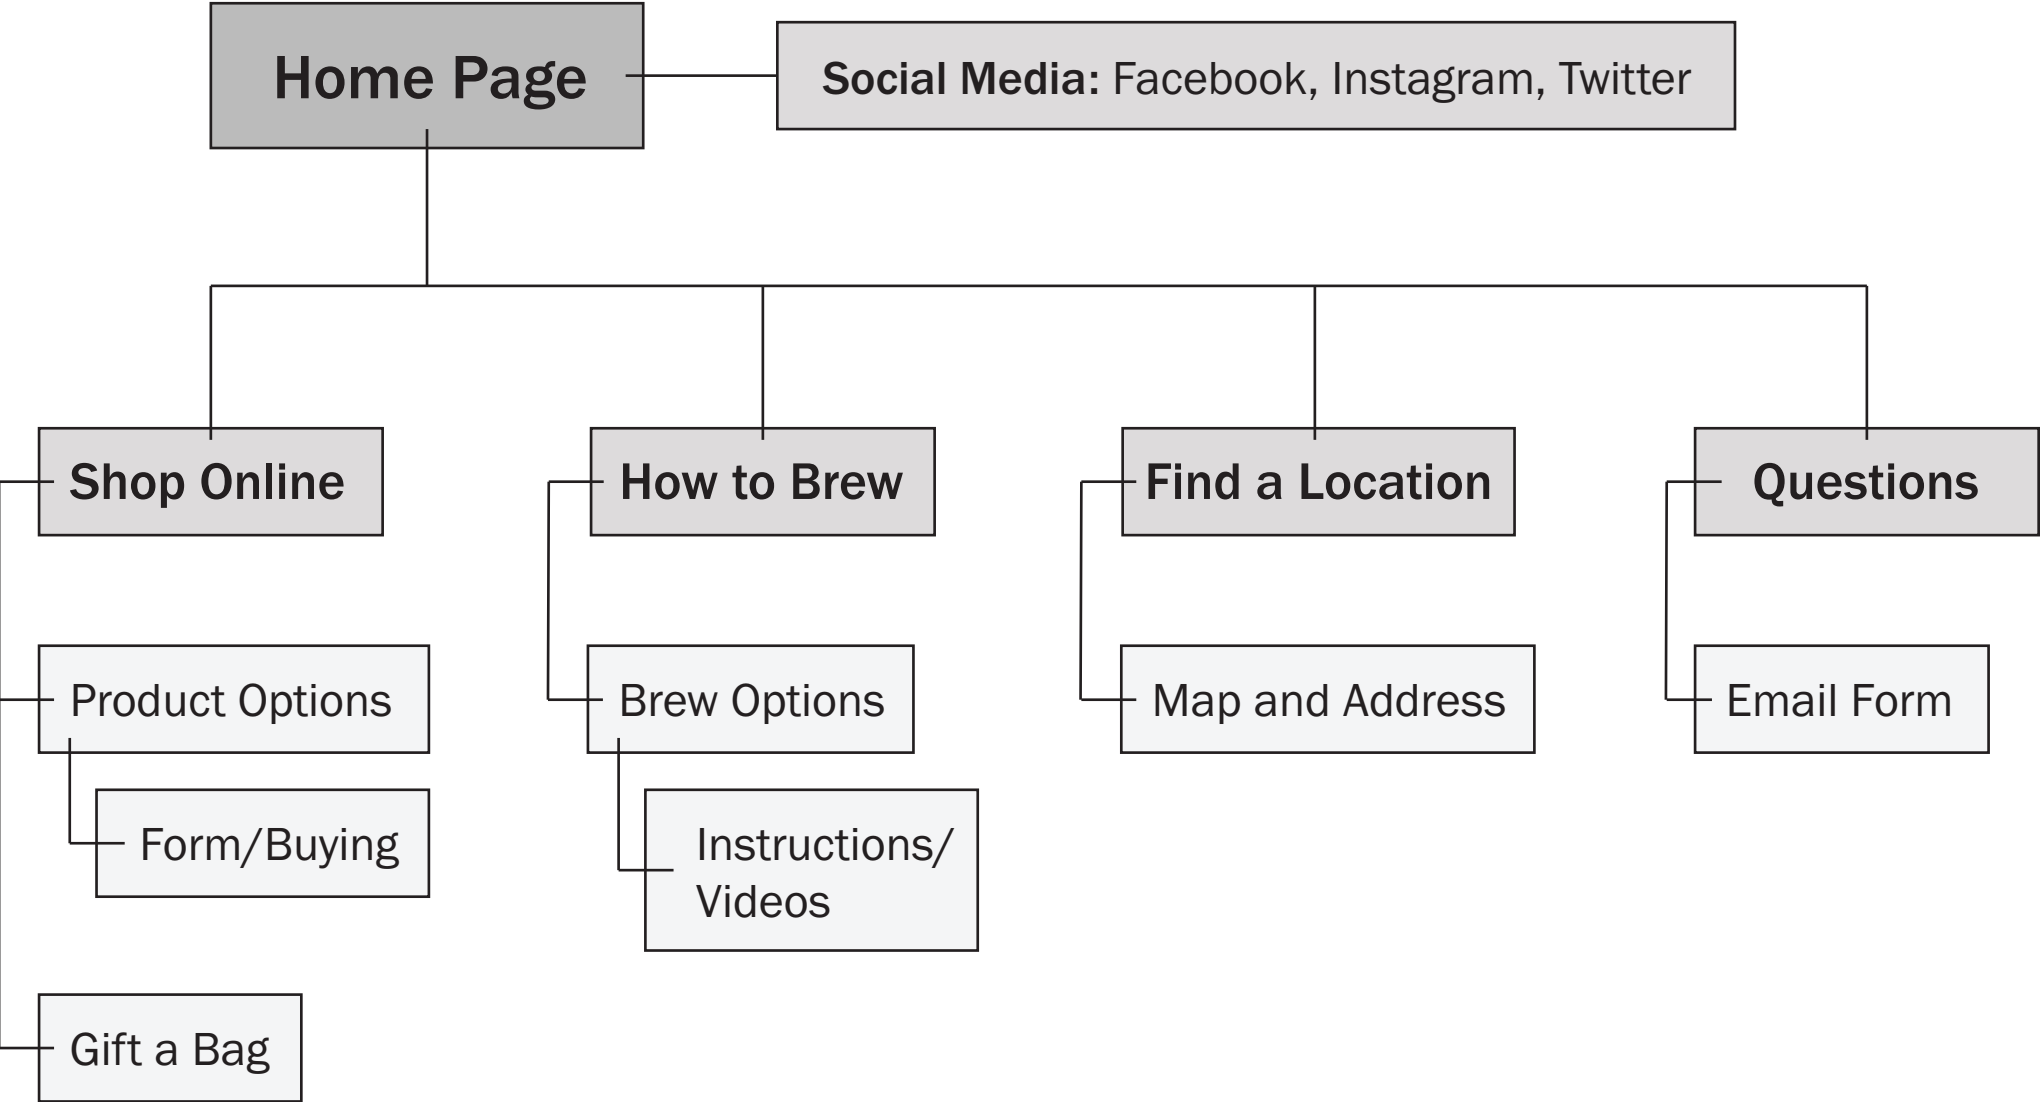 Home Page
Social Media: Facebook, Instagram, Twitter
Shop Online
How to Brew
Find a Location
Questions
Product Options
Brew Options
Map and Address
Email Form
Form/Buying
Instructions/
Videos
Gift a Bag